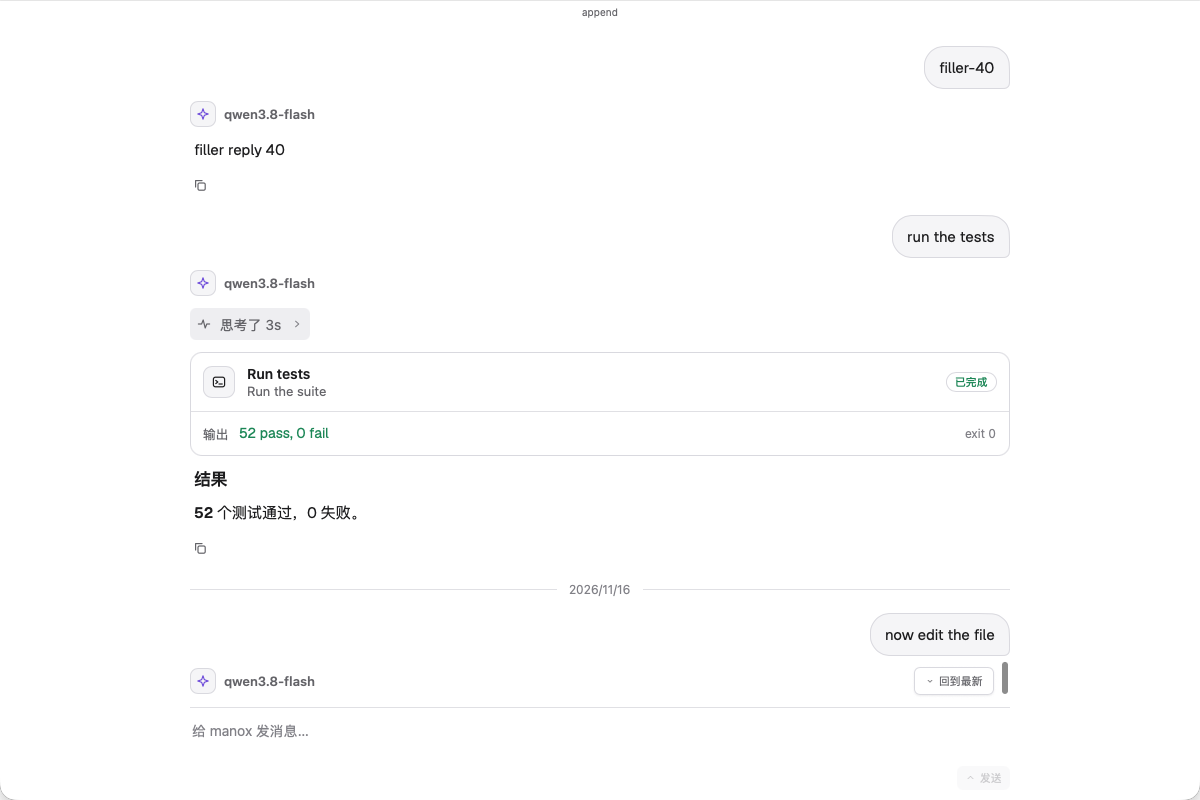 append
filler-40
qwen3.8-flash
filler reply 40
run the tests
qwen3.8-flash
思考了 3s
Run tests
Run the suite
已完成
输出 52 pass, 0 fail
exit 0
结果
52 个测试通过，0 失败。
2026/11/16
now edit the file
qwen3.8-flash
回到最新
给 manox 发消息...
发送